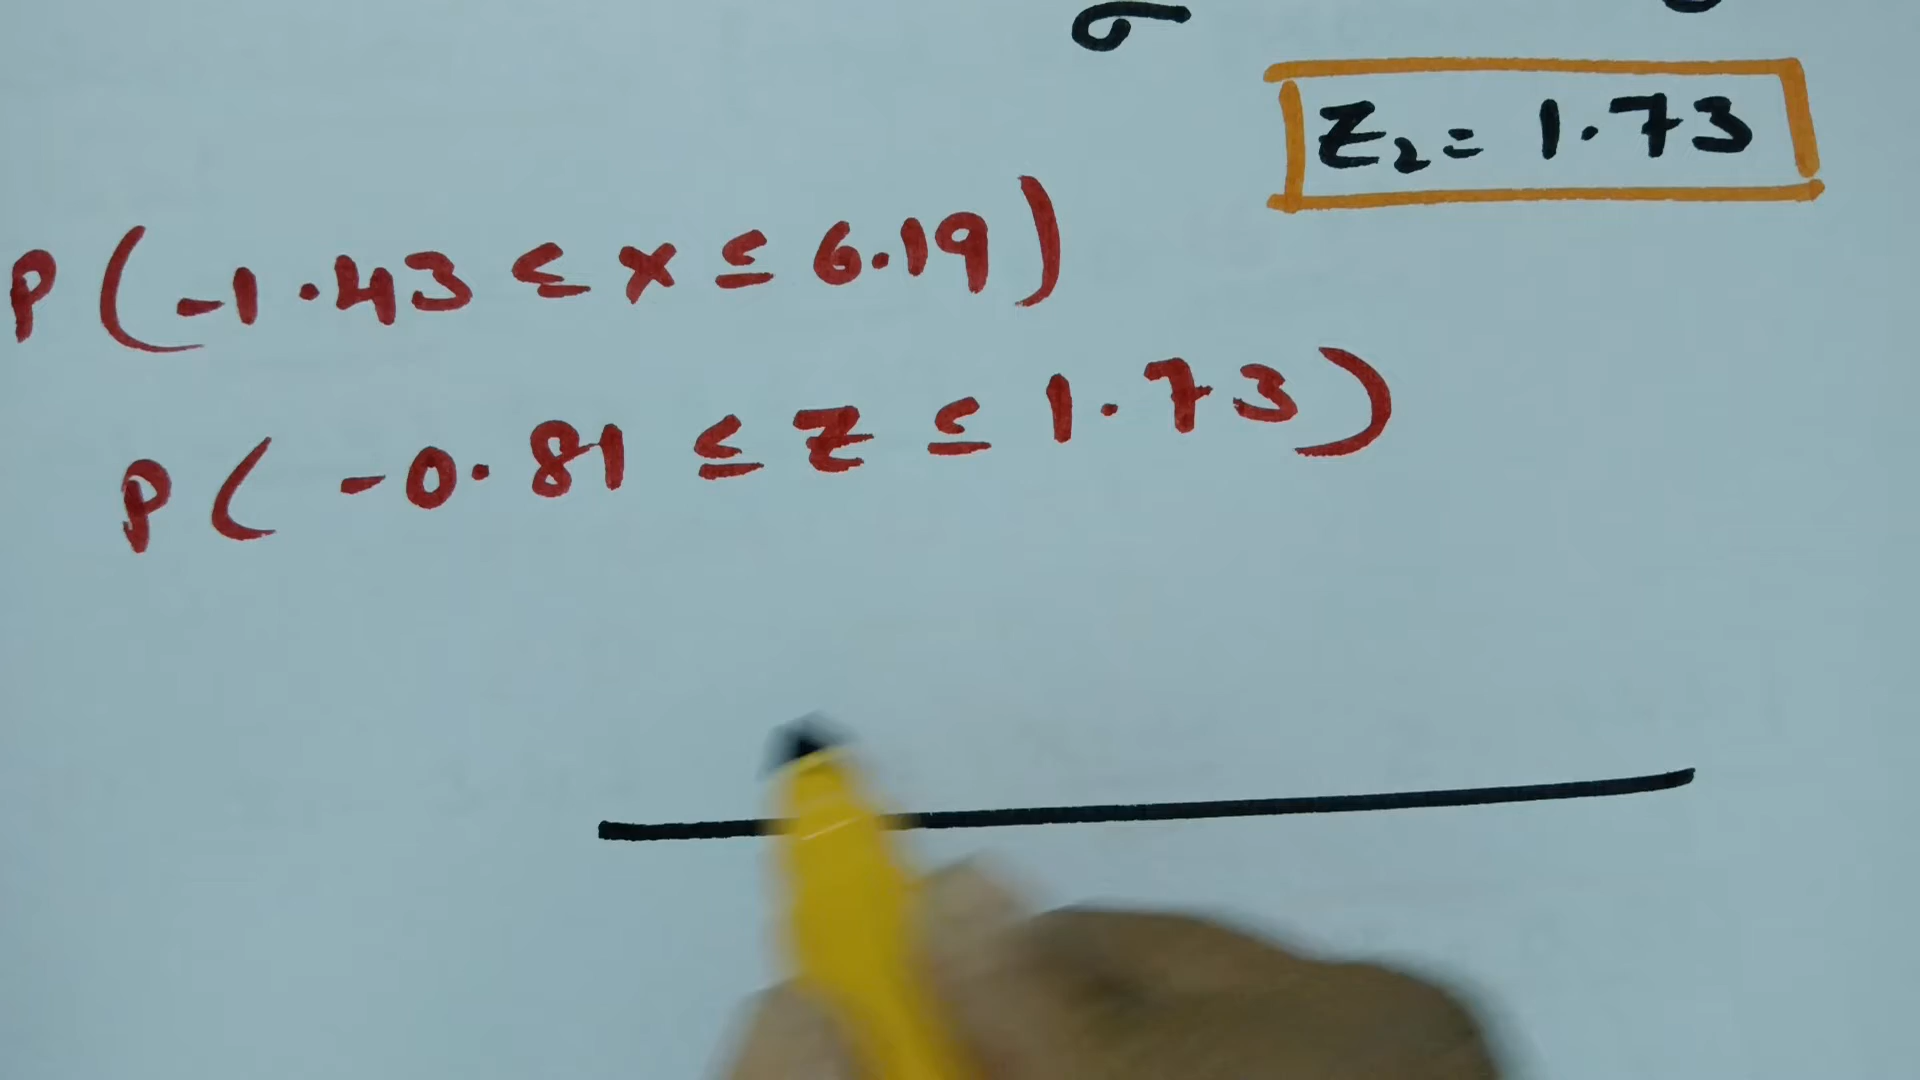 σ
Z₂ = 1.73
P(-1.43 ≤ x ≤ 6.19)
P(-0.81 ≤ Z ≤ 1.73)